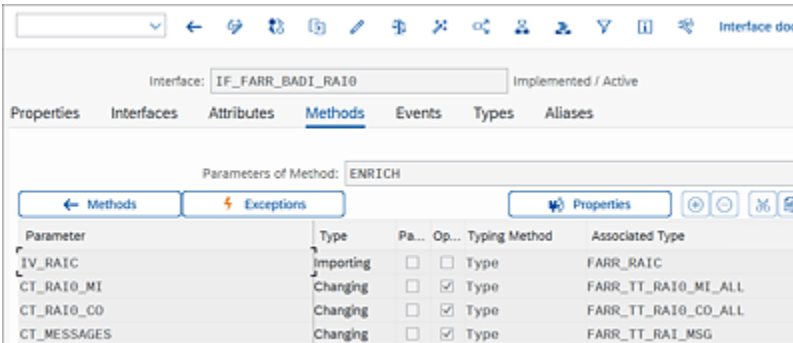 Interface doc
Interface: IF_FARR_BADI_RAI0 Implemented / Active
Properties Interfaces Attributes Methods Events Types Aliases
Parameters of Method: ENRICH
Methods Exceptions Properties
Parameter Type Pa... Op... Typing Method Associated Type
IV_RAIC Importing Type FARR_RAIC
CT_RAI0_MI Changing Type FARR_TT_RAI0_MI_ALL
CT_RAI0_CO Changing Type FARR_TT_RAI0_CO_ALL
CT_MESSAGES Changing Type FARR_TT_RAI_MSG